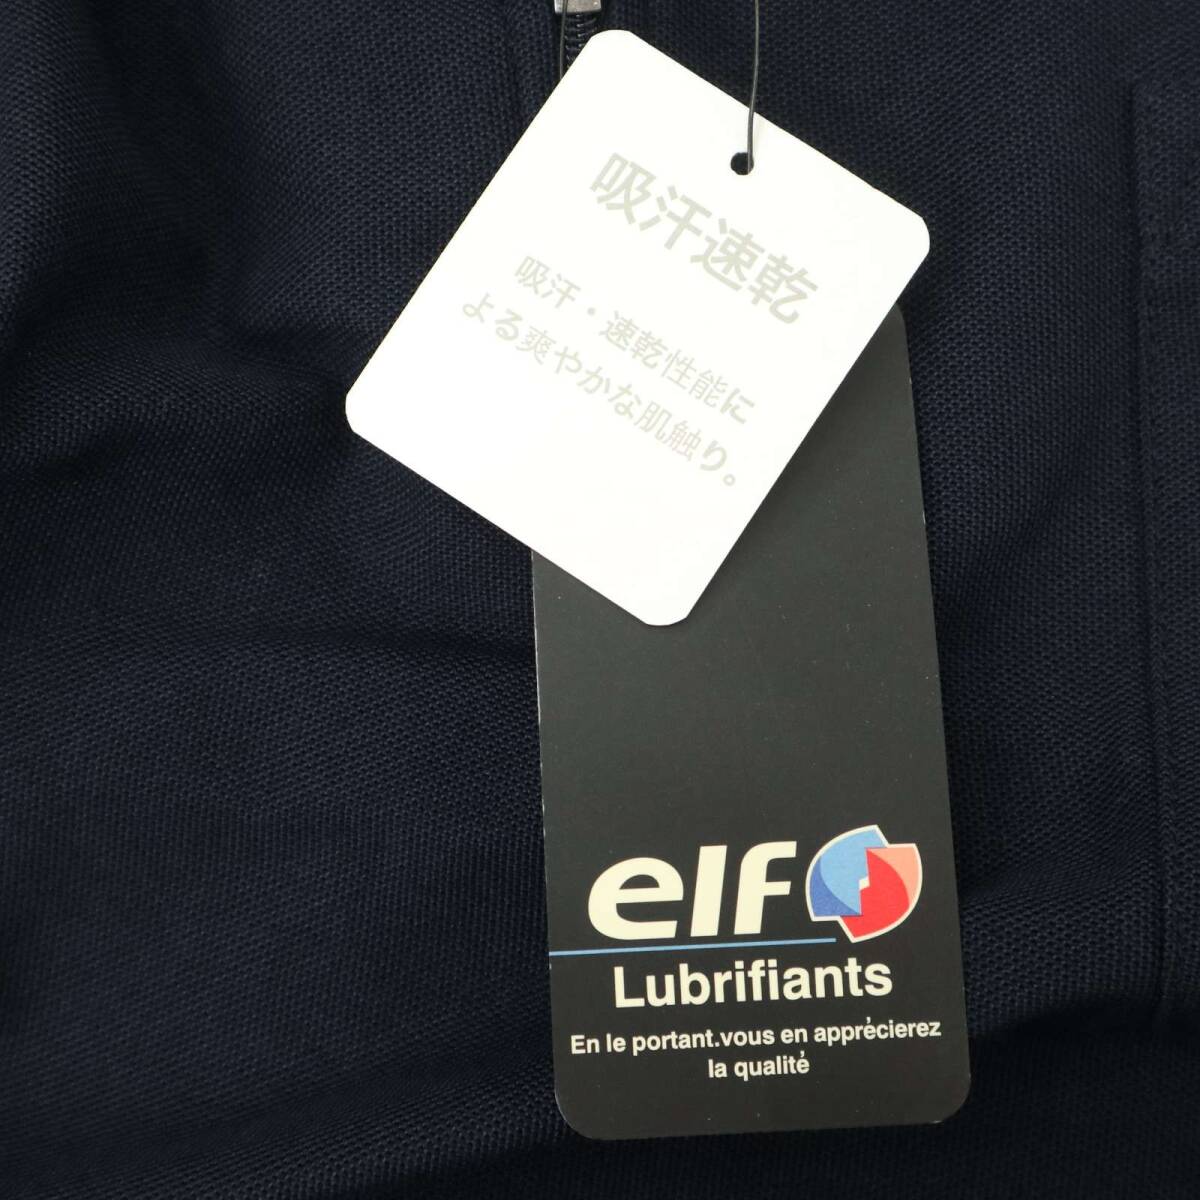 吸汗速乾
吸汗・速乾性能に
よる爽やかな肌触り。
elf
Lubrifiants
En le portant.vous en apprécierez
la qualité